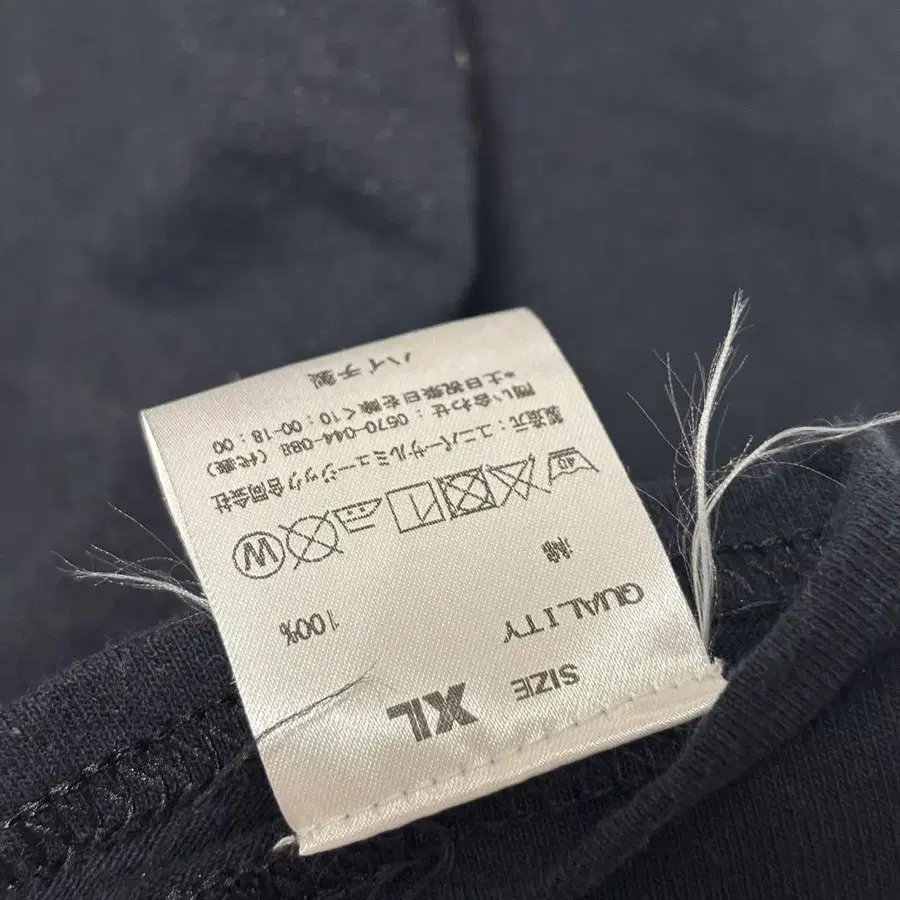 SIZE XL
QUALITY
綿 100%
40
W
製造元：ユニバーサルミュージック合同会社
問い合わせ：0570-044-088 (代表)
*土日祝祭日を除く10：00-18：00
ハイチ製